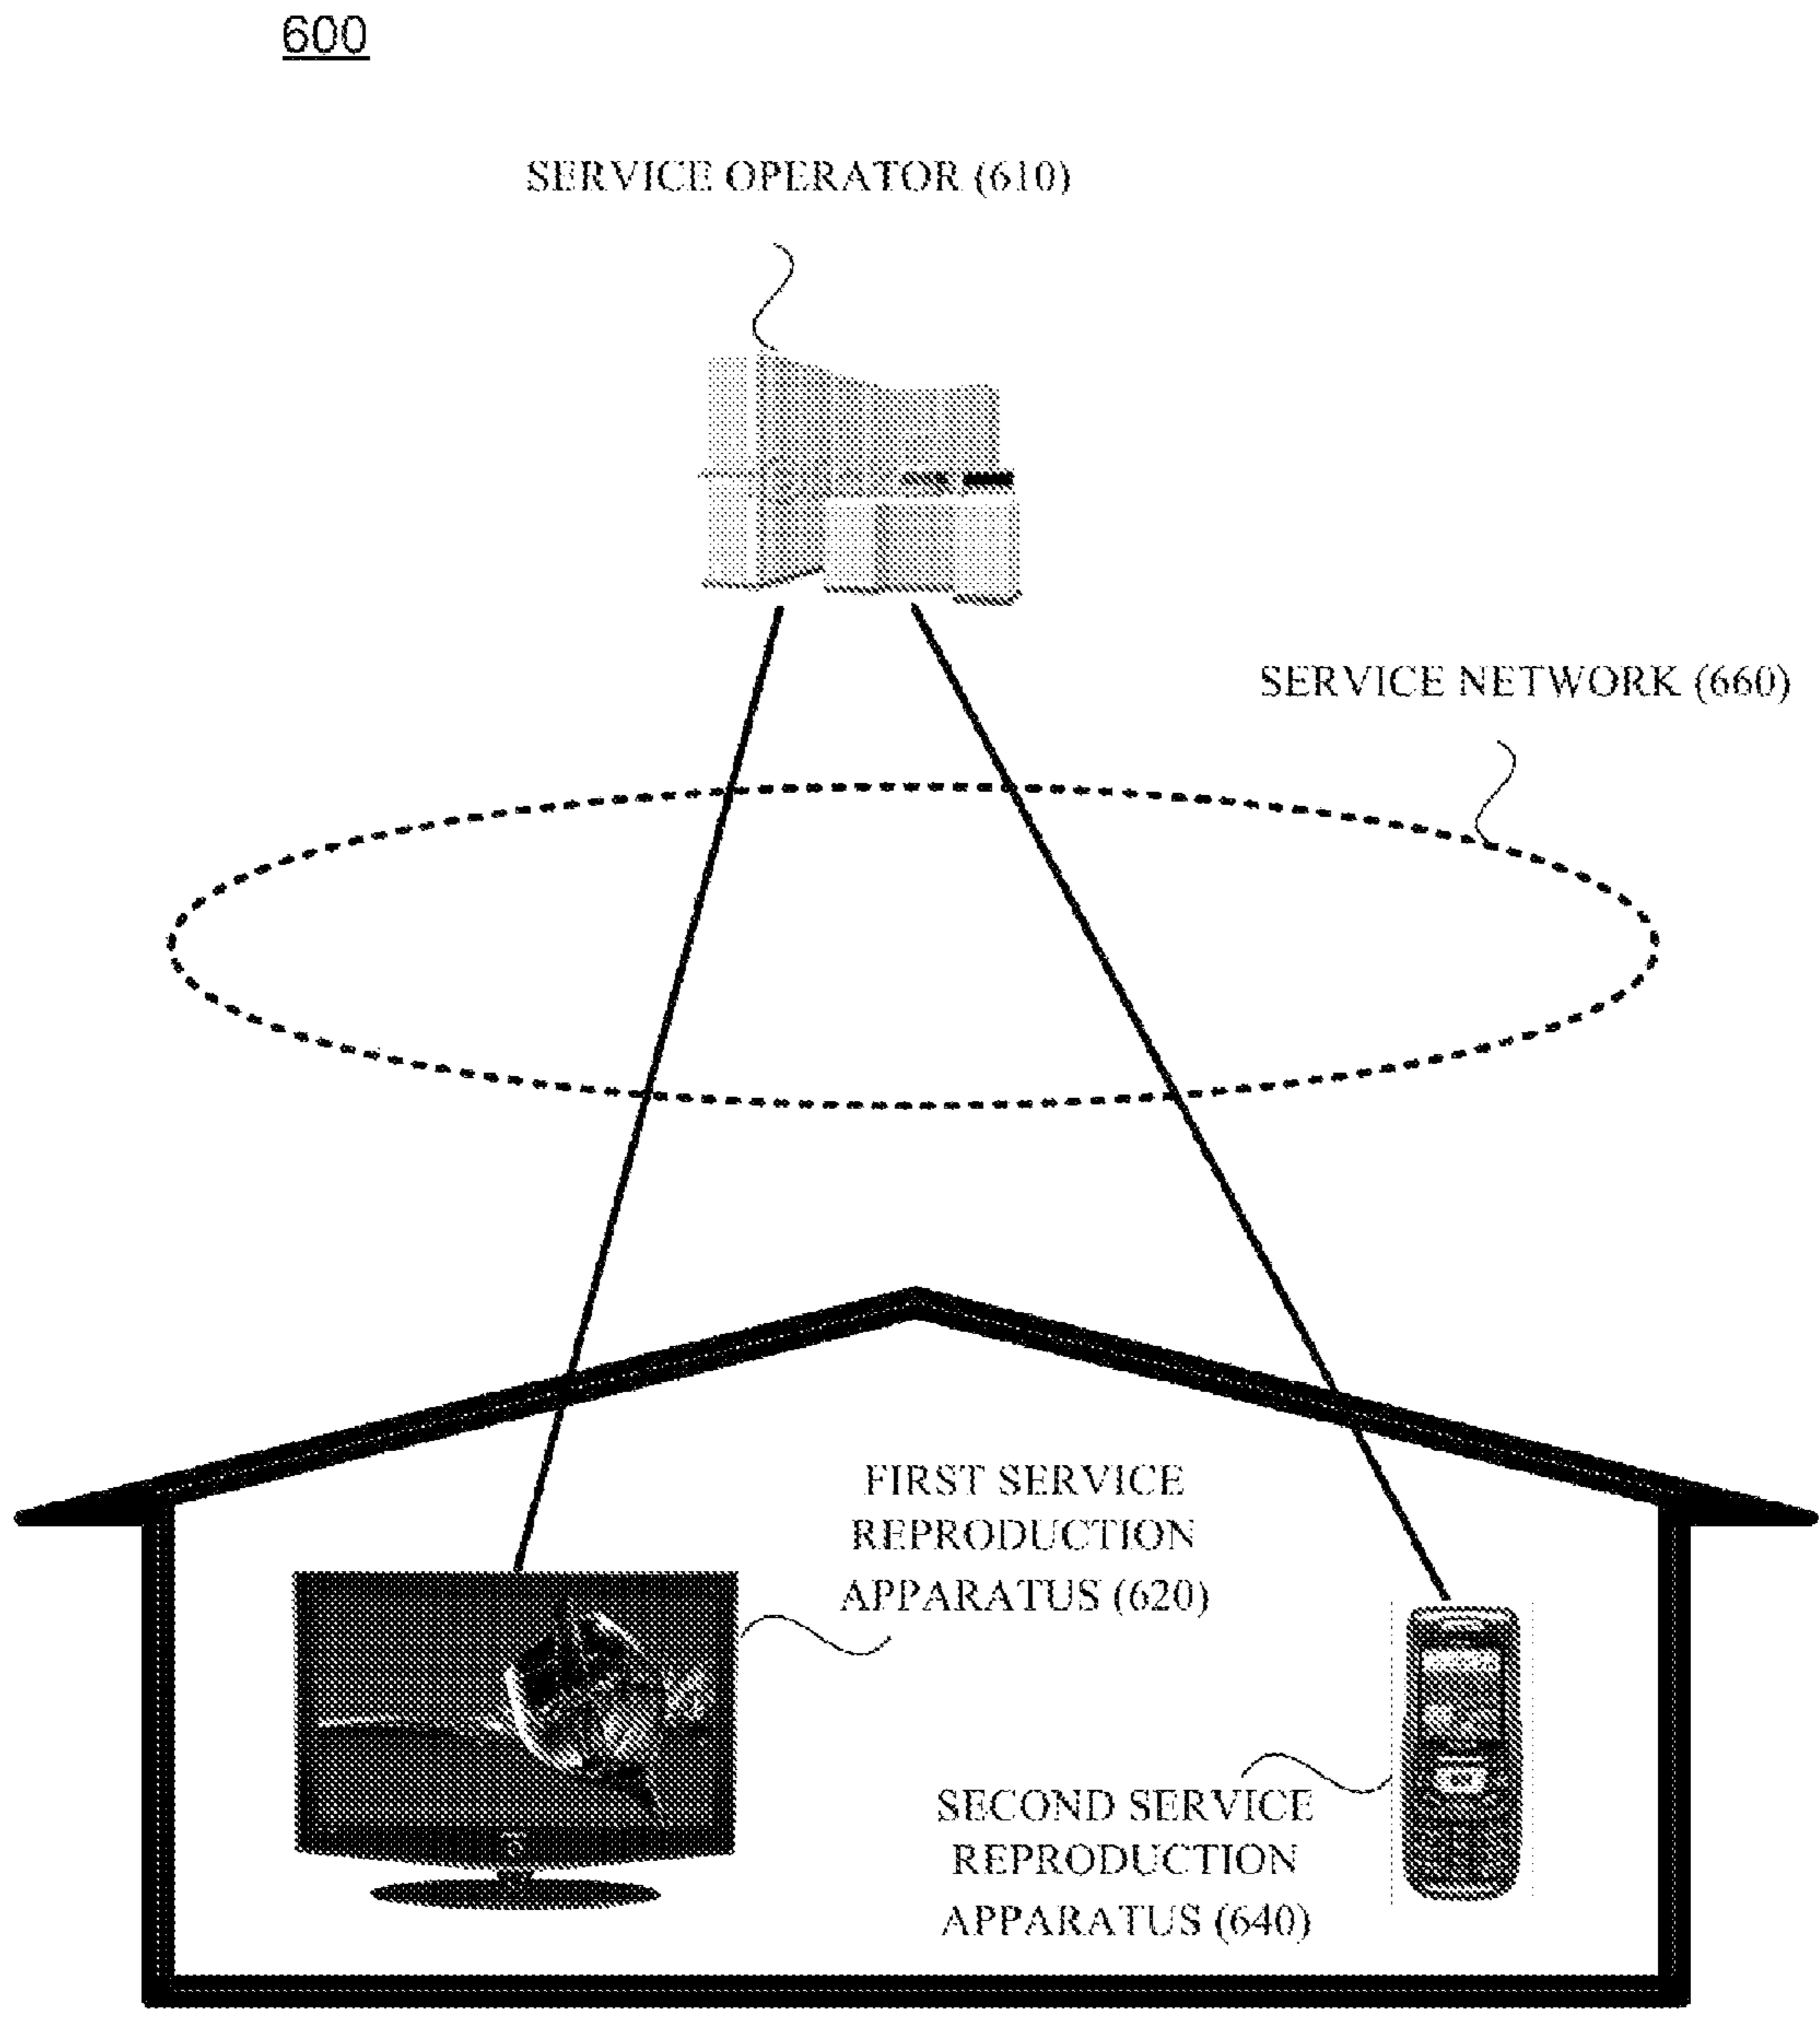 600
SERVICE OPERATOR (610)
SERVICE NETWORK (660)
FIRST SERVICE
REPRODUCTION
APPARATUS (620)
SECOND SERVICE
REPRODUCTION
APPARATUS (640)